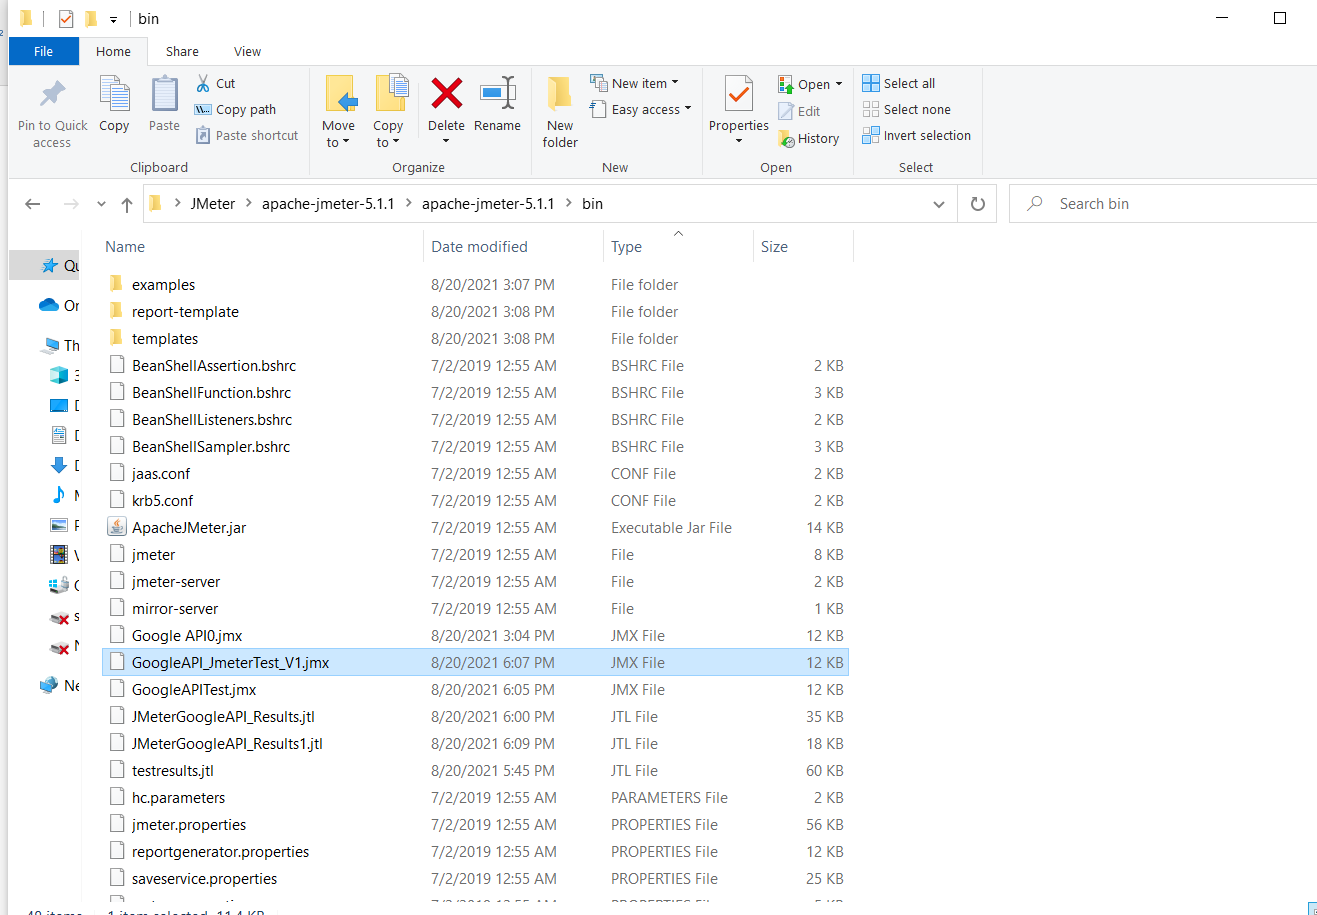 bin
File Home Share View
Pin to Quick access
Copy
Paste
Cut
Copy path
Paste shortcut
Clipboard
Move to
Copy to
Delete
Rename
Organize
New folder
New item
Easy access
New
Properties
Open
Edit
History
Open
Select all
Select none
Invert selection
Select
JMeter > apache-jmeter-5.1.1 > apache-jmeter-5.1.1 > bin
Search bin
Name Date modified Type Size
examples 8/20/2021 3:07 PM File folder
report-template 8/20/2021 3:08 PM File folder
templates 8/20/2021 3:08 PM File folder
BeanShellAssertion.bshrc 7/2/2019 12:55 AM BSHRC File 2 KB
BeanShellFunction.bshrc 7/2/2019 12:55 AM BSHRC File 3 KB
BeanShellListeners.bshrc 7/2/2019 12:55 AM BSHRC File 2 KB
BeanShellSampler.bshrc 7/2/2019 12:55 AM BSHRC File 3 KB
jaas.conf 7/2/2019 12:55 AM CONF File 2 KB
krb5.conf 7/2/2019 12:55 AM CONF File 2 KB
ApacheJMeter.jar 7/2/2019 12:55 AM Executable Jar File 14 KB
jmeter 7/2/2019 12:55 AM File 8 KB
jmeter-server 7/2/2019 12:55 AM File 2 KB
mirror-server 7/2/2019 12:55 AM File 1 KB
Google API0.jmx 8/20/2021 3:04 PM JMX File 12 KB
GoogleAPI_JmeterTest_V1.jmx 8/20/2021 6:07 PM JMX File 12 KB
GoogleAPITest.jmx 8/20/2021 6:05 PM JMX File 12 KB
JMeterGoogleAPI_Results.jtl 8/20/2021 6:00 PM JTL File 35 KB
JMeterGoogleAPI_Results1.jtl 8/20/2021 6:09 PM JTL File 18 KB
testresults.jtl 8/20/2021 5:45 PM JTL File 60 KB
hc.parameters 7/2/2019 12:55 AM PARAMETERS File 2 KB
jmeter.properties 7/2/2019 12:55 AM PROPERTIES File 56 KB
reportgenerator.properties 7/2/2019 12:55 AM PROPERTIES File 12 KB
saveservice.properties 7/2/2019 12:55 AM PROPERTIES File 25 KB
1 item selected 11.4 KB